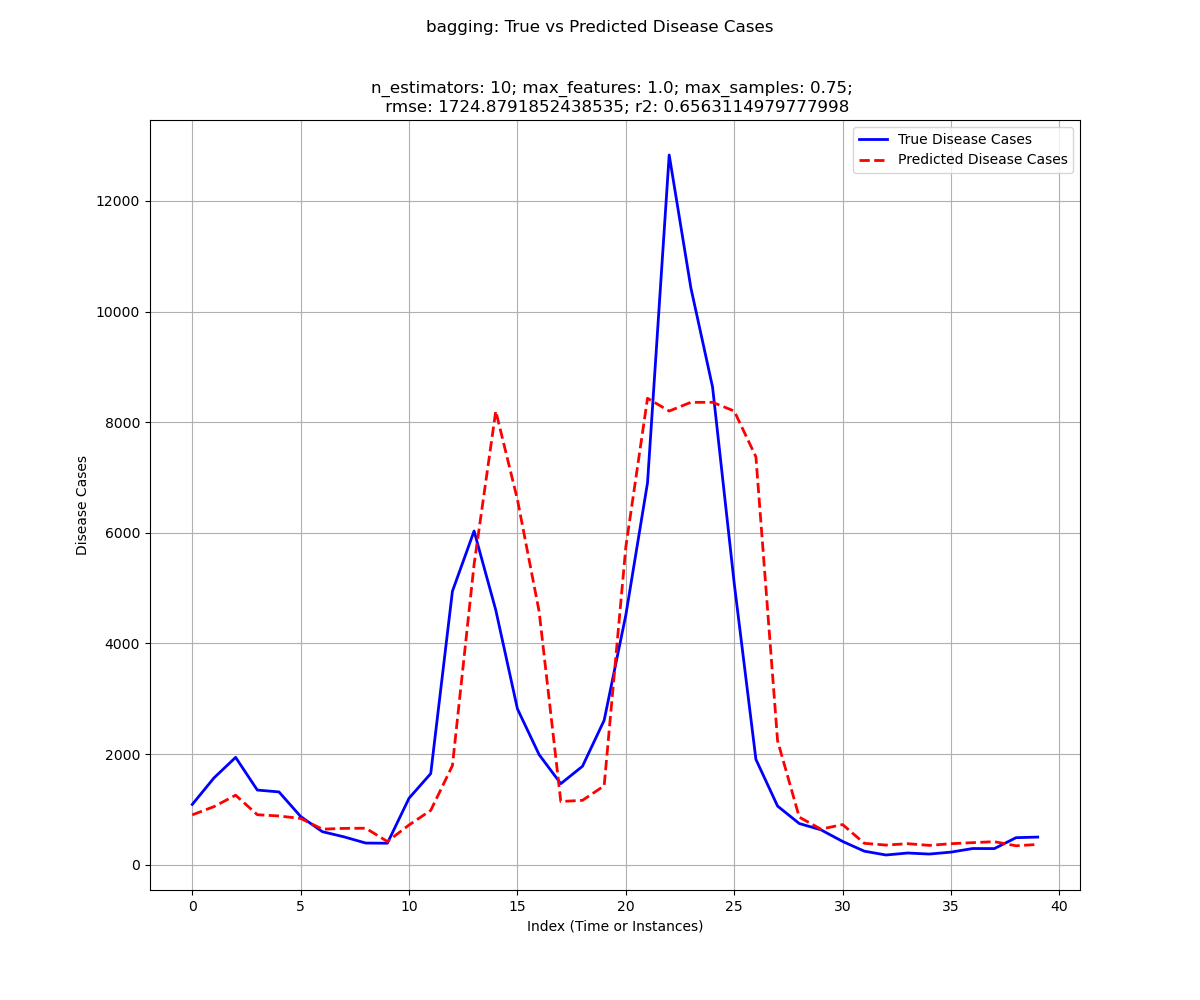 bagging: True vs Predicted Disease Cases
n_estimators: 10; max_features: 1.0; max_samples: 0.75;
rmse: 1724.8791852438535; r2: 0.6563114979777998
True Disease Cases
Predicted Disease Cases
12000
10000
8000
6000
4000
2000
0
Disease Cases
0 5 10 15 20 25 30 35 40
Index (Time or Instances)